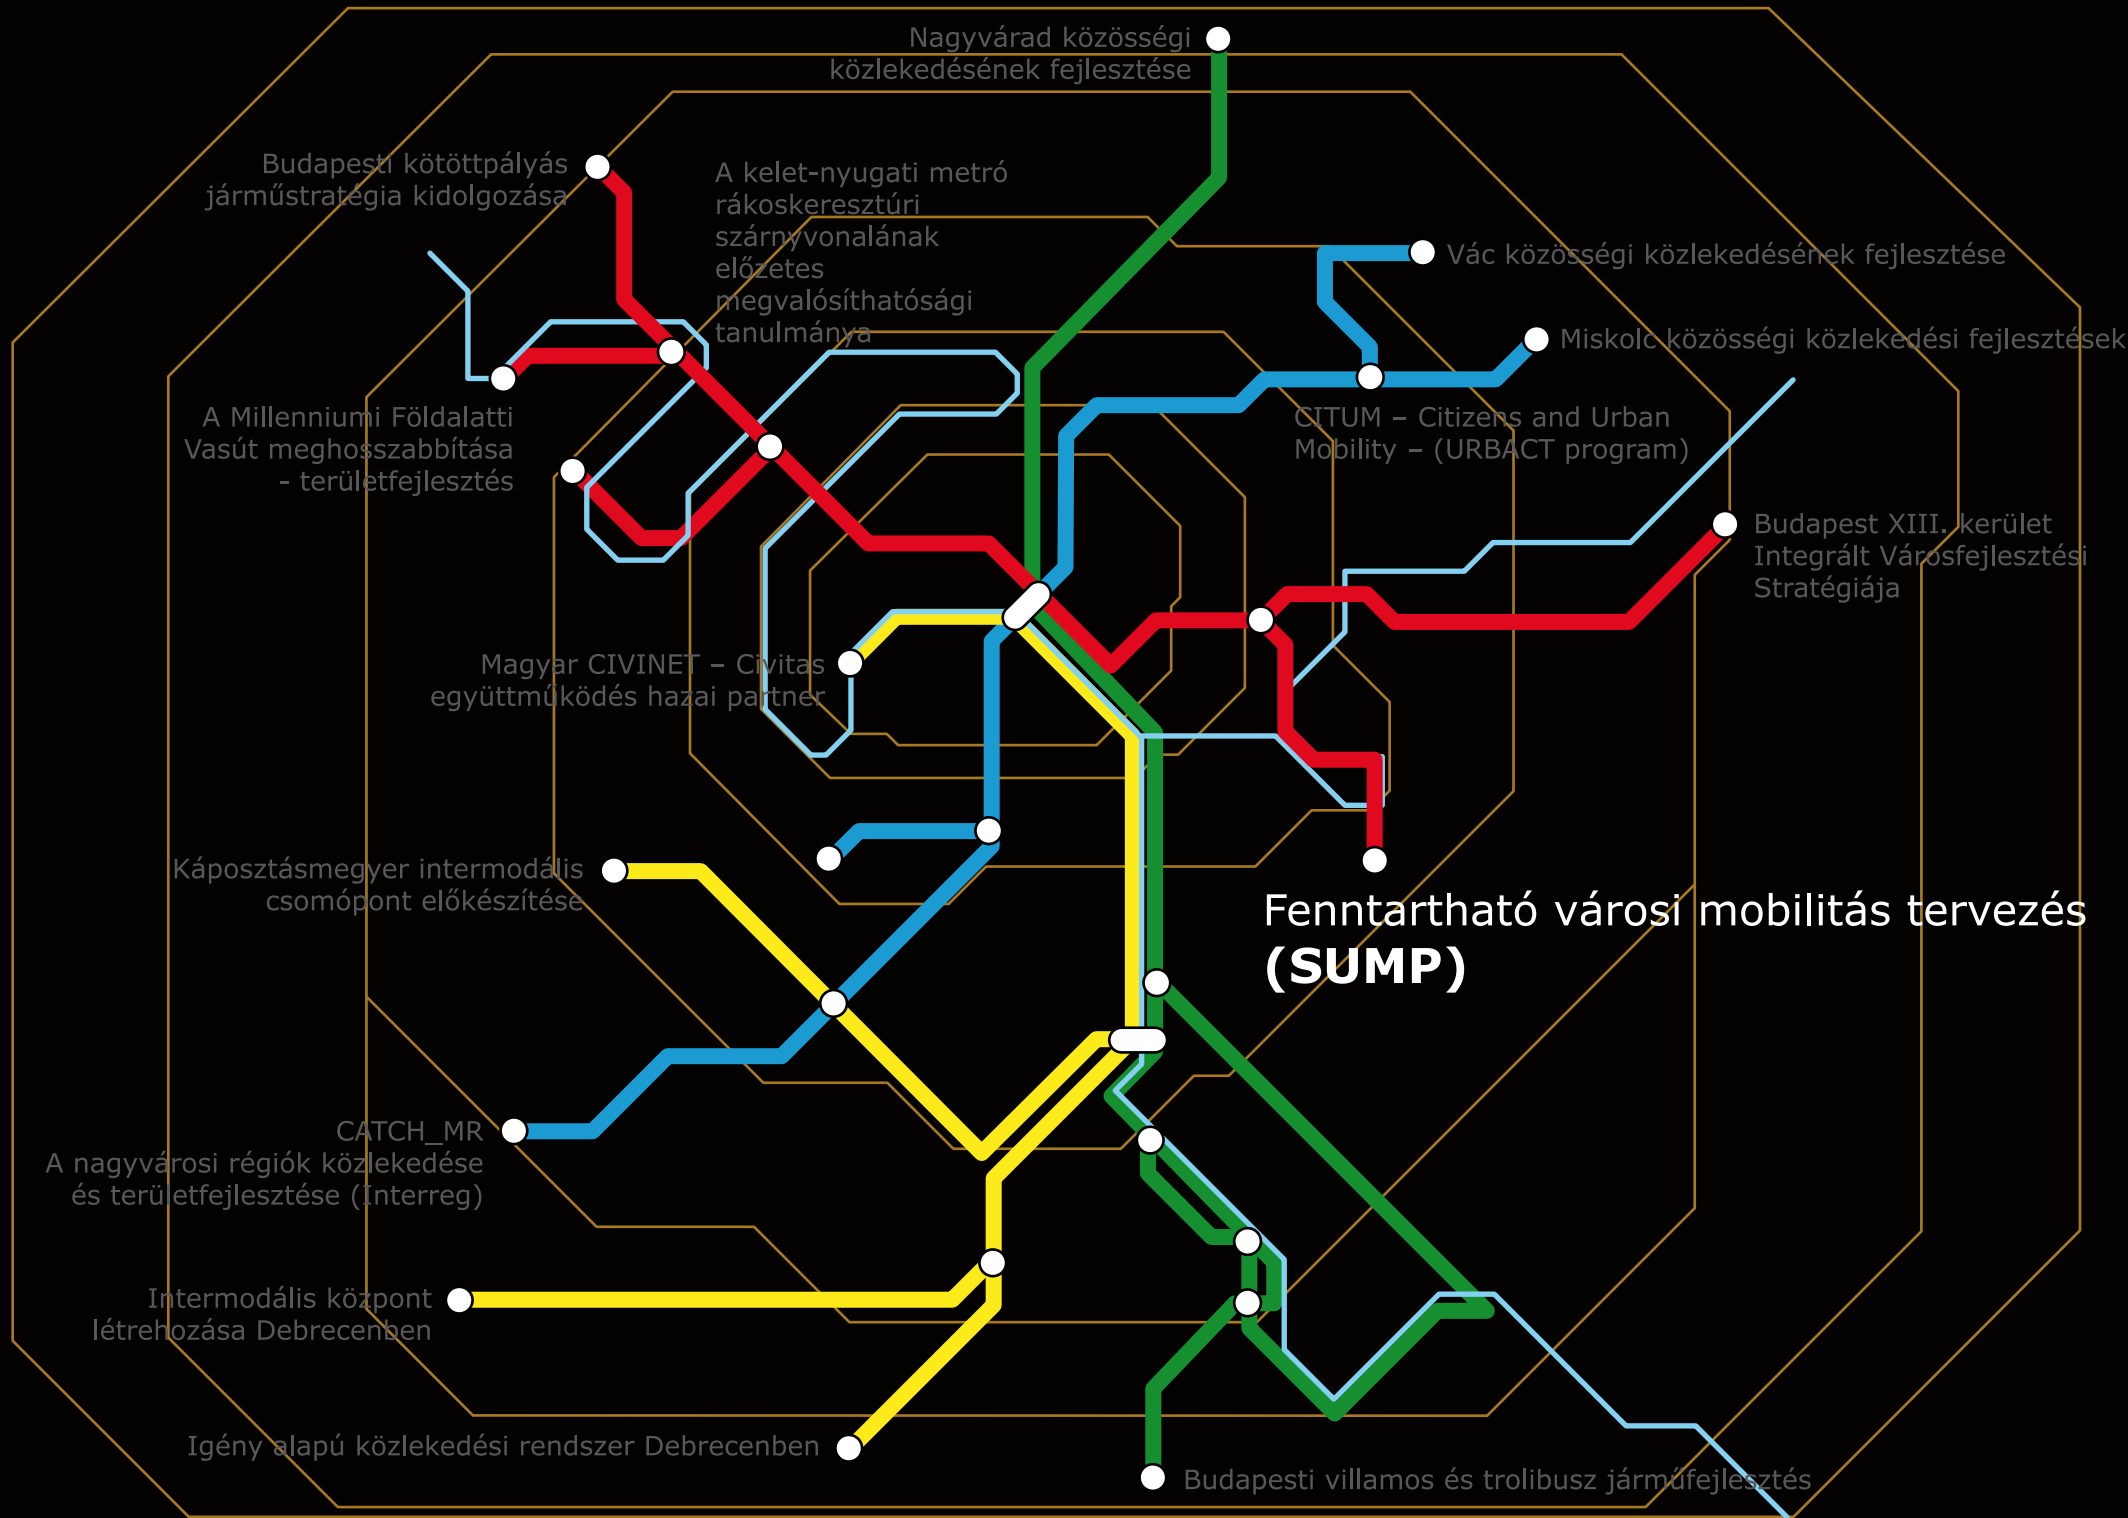 Nagyvárad közösségi
közlekedésének fejlesztése
Budapesti kötöttpályás
járműstratégia kidolgozása
A kelet-nyugati metró
rákoskeresztúri
szárnyvonalának
előzetes
megvalósíthatósági
tanulmánya
Vác közösségi közlekedésének fejlesztése
Miskolc közösségi közlekedési fejlesztések
A Millenniumi Földalatti
Vasút meghosszabbítása
- területfejlesztés
CITUM – Citizens and Urban
Mobility – (URBACT program)
Budapest XIII. kerület
Integrált Városfejlesztési
Stratégiája
Magyar CIVINET – Civitas
együttműködés hazai partner
Káposztásmegyer intermodális
csomópont előkészítése
Fenntartható városi mobilitás tervezés
(SUMP)
CATCH_MR
A nagyvárosi régiók közlekedése
és területfejlesztése (Interreg)
Intermodális központ
létrehozása Debrecenben
Igény alapú közlekedési rendszer Debrecenben
Budapesti villamos és trolibusz járműfejlesztés